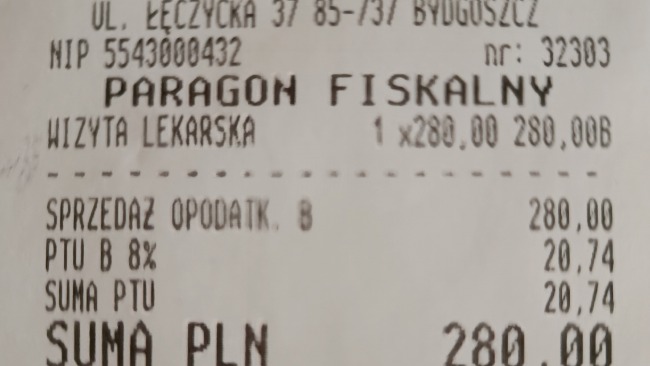 UL. ŁĘCZYCKA 37 85-737 BYDGOSZCZ
NIP 5543000432 nr: 32303
PARAGON FISKALNY
WIZYTA LEKARSKA 1 x280,00 280,00B
- - - - - - - - - - - - - - - - - - - -
SPRZEDAŻ OPODATK. B 280,00
PTU B 8% 20,74
SUMA PTU 20,74
SUMA PLN 280,00